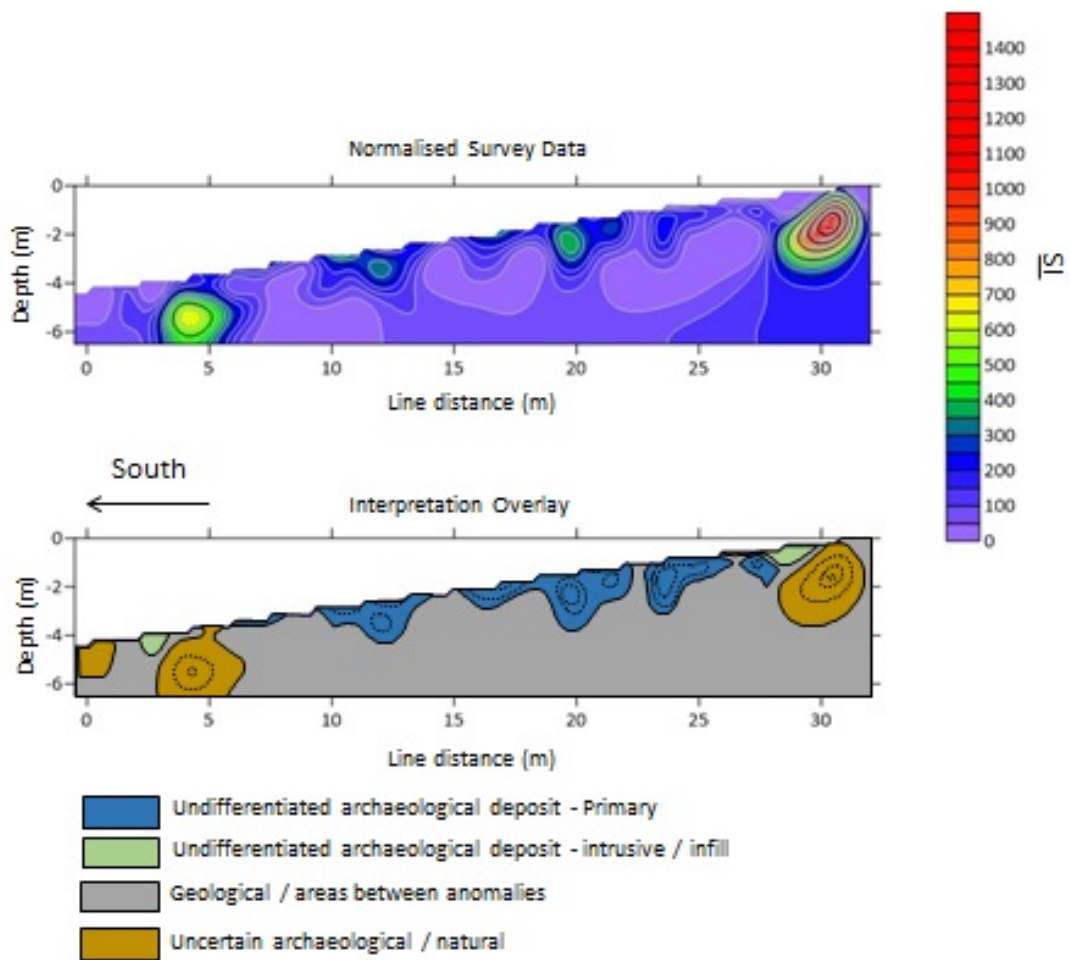 Normalised Survey Data
0
-2
-4
-6
Depth (m)
0 5 10 15 20 25 30
Line distance (m)
1400
1300
1200
1100
1000
900
800
700
600
500
400
300
200
100
0
SI
South
Interpretation Overlay
0
-2
-4
-6
Depth (m)
0 5 10 15 20 25 30
Line distance (m)
Undifferentiated archaeological deposit - Primary
Undifferentiated archaeological deposit - intrusive / infill
Geological / areas between anomalies
Uncertain archaeological / natural